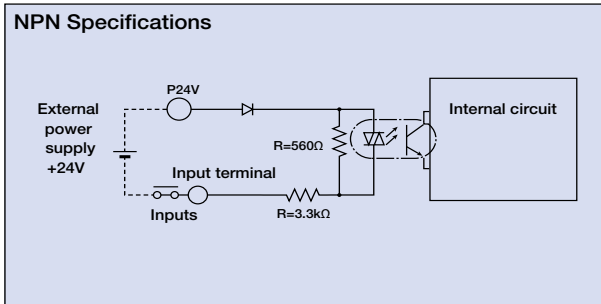 NPN Specifications
P24V
External
power
supply
+24V
Internal circuit
R=560Ω
Input terminal
Inputs
R=3.3kΩ